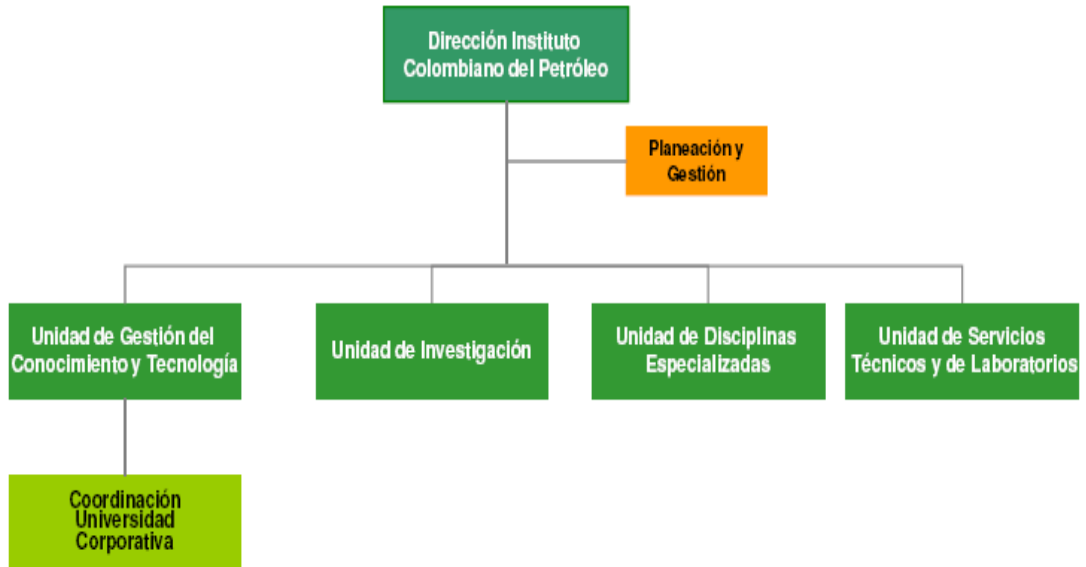 Dirección Instituto
Colombiano del Petróleo
Planeación y
Gestión
Unidad de Gestión del
Conocimiento y Tecnología
Unidad de Investigación
Unidad de Disciplinas
Especializadas
Unidad de Servicios
Técnicos y de Laboratorios
Coordinación
Universidad
Corporativa